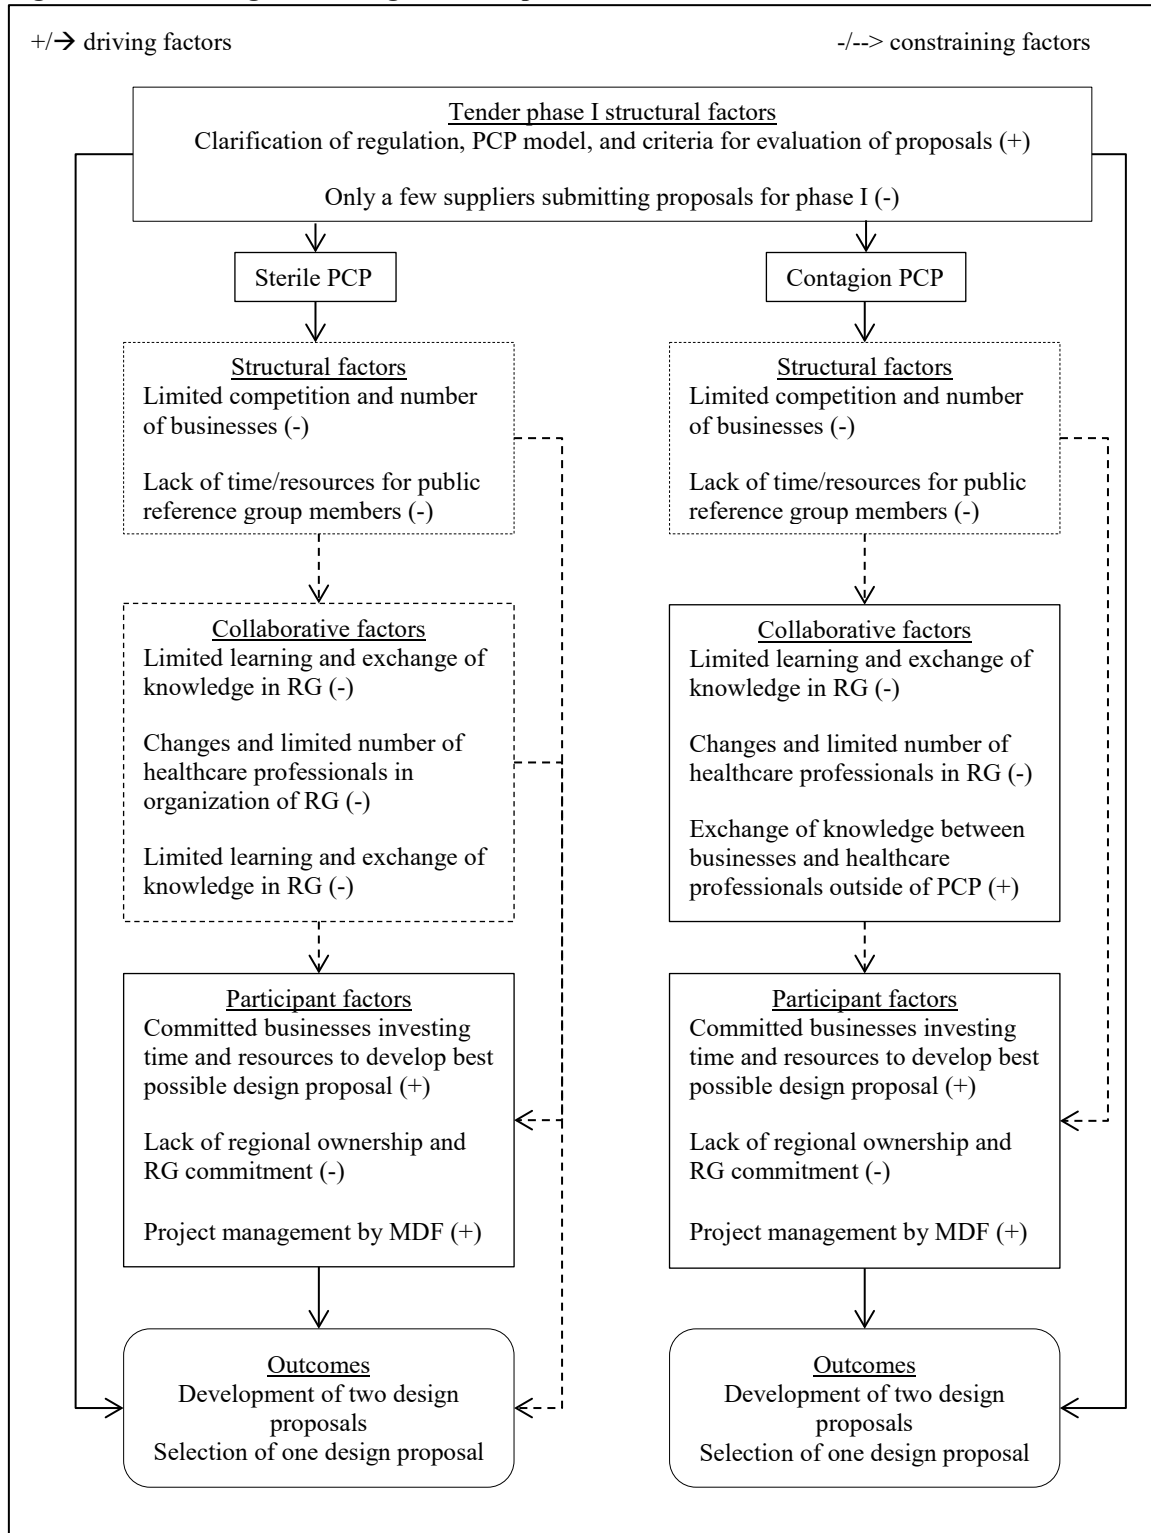 +/→ driving factors
-/--> constraining factors
Tender phase I structural factors
Clarification of regulation, PCP model, and criteria for evaluation of proposals (+)
Only a few suppliers submitting proposals for phase I (-)
Sterile PCP
Structural factors
Limited competition and number
of businesses (-)
Lack of time/resources for public
reference group members (-)
Collaborative factors
Limited learning and exchange of
knowledge in RG (-)
Changes and limited number of
healthcare professionals in
organization of RG (-)
Limited learning and exchange of
knowledge in RG (-)
Participant factors
Committed businesses investing
time and resources to develop best
possible design proposal (+)
Lack of regional ownership and
RG commitment (-)
Project management by MDF (+)
Outcomes
Development of two design
proposals
Selection of one design proposal
Contagion PCP
Structural factors
Limited competition and number
of businesses (-)
Lack of time/resources for public
reference group members (-)
Collaborative factors
Limited learning and exchange of
knowledge in RG (-)
Changes and limited number of
healthcare professionals in RG (-)
Exchange of knowledge between
businesses and healthcare
professionals outside of PCP (+)
Participant factors
Committed businesses investing
time and resources to develop best
possible design proposal (+)
Lack of regional ownership and
RG commitment (-)
Project management by MDF (+)
Outcomes
Development of two design
proposals
Selection of one design proposal